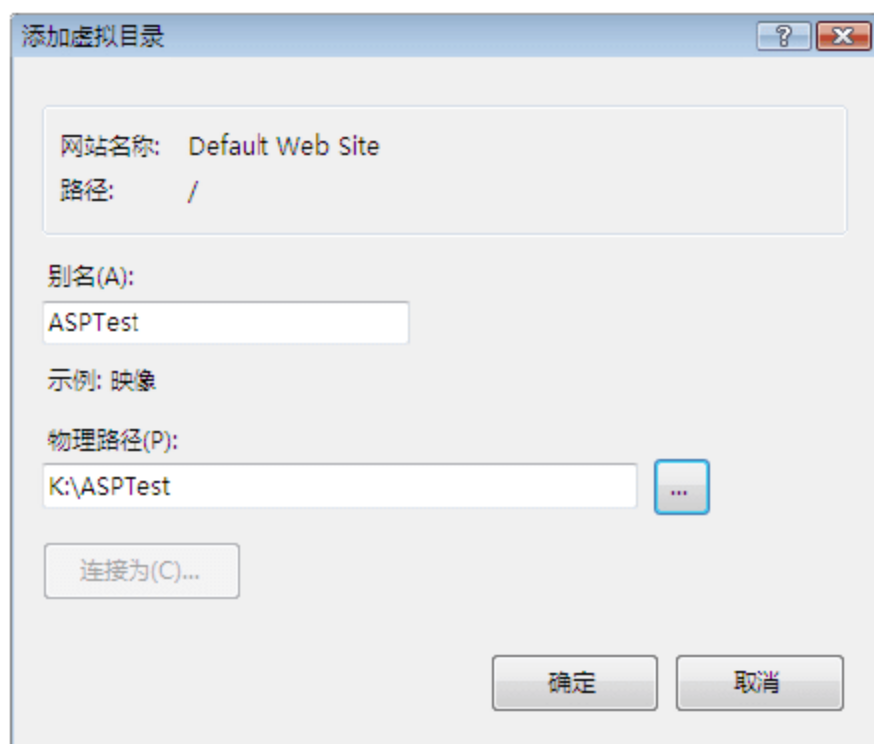 添加虚拟目录
网站名称: Default Web Site
路径: /
别名(A):
ASPTest
示例: 映像
物理路径(P):
K:\ASPTest
...
连接为(C)...
确定 取消